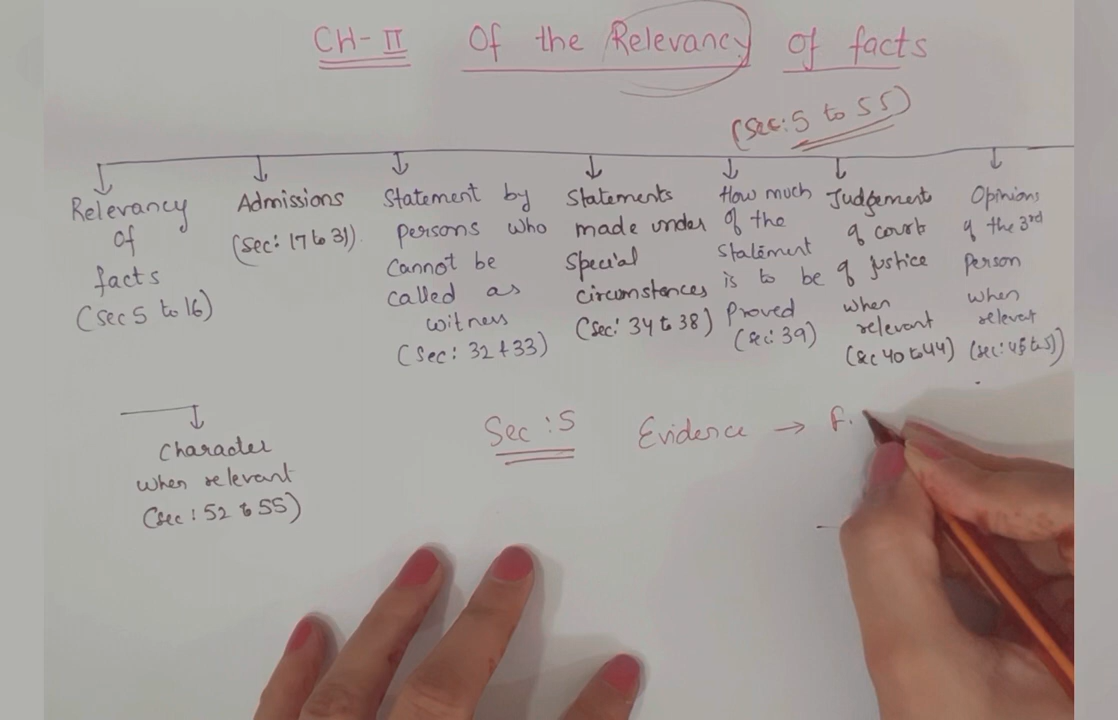 CH-II Of the Relevancy of facts
(Sec: 5 to 55)
Relevancy
of
facts
(sec 5 to 16)
Admissions
(Sec: 17 to 31)
Statement by
persons who
cannot be
called as
witness
(Sec: 32 + 33)
Statements
made under
Special
circumstances
(Sec: 34 to 38)
How much
of the
statement
is to be
Proved
(sec: 39)
Judgement
of courts
of justice
when
relevant
(sec 40 to 44)
Opinions
of the 3rd
Person
when
relevant
(sec: 45 to 51)
Character
when relevant
(sec: 52 to 55)
Sec: 5 Evidence → F.